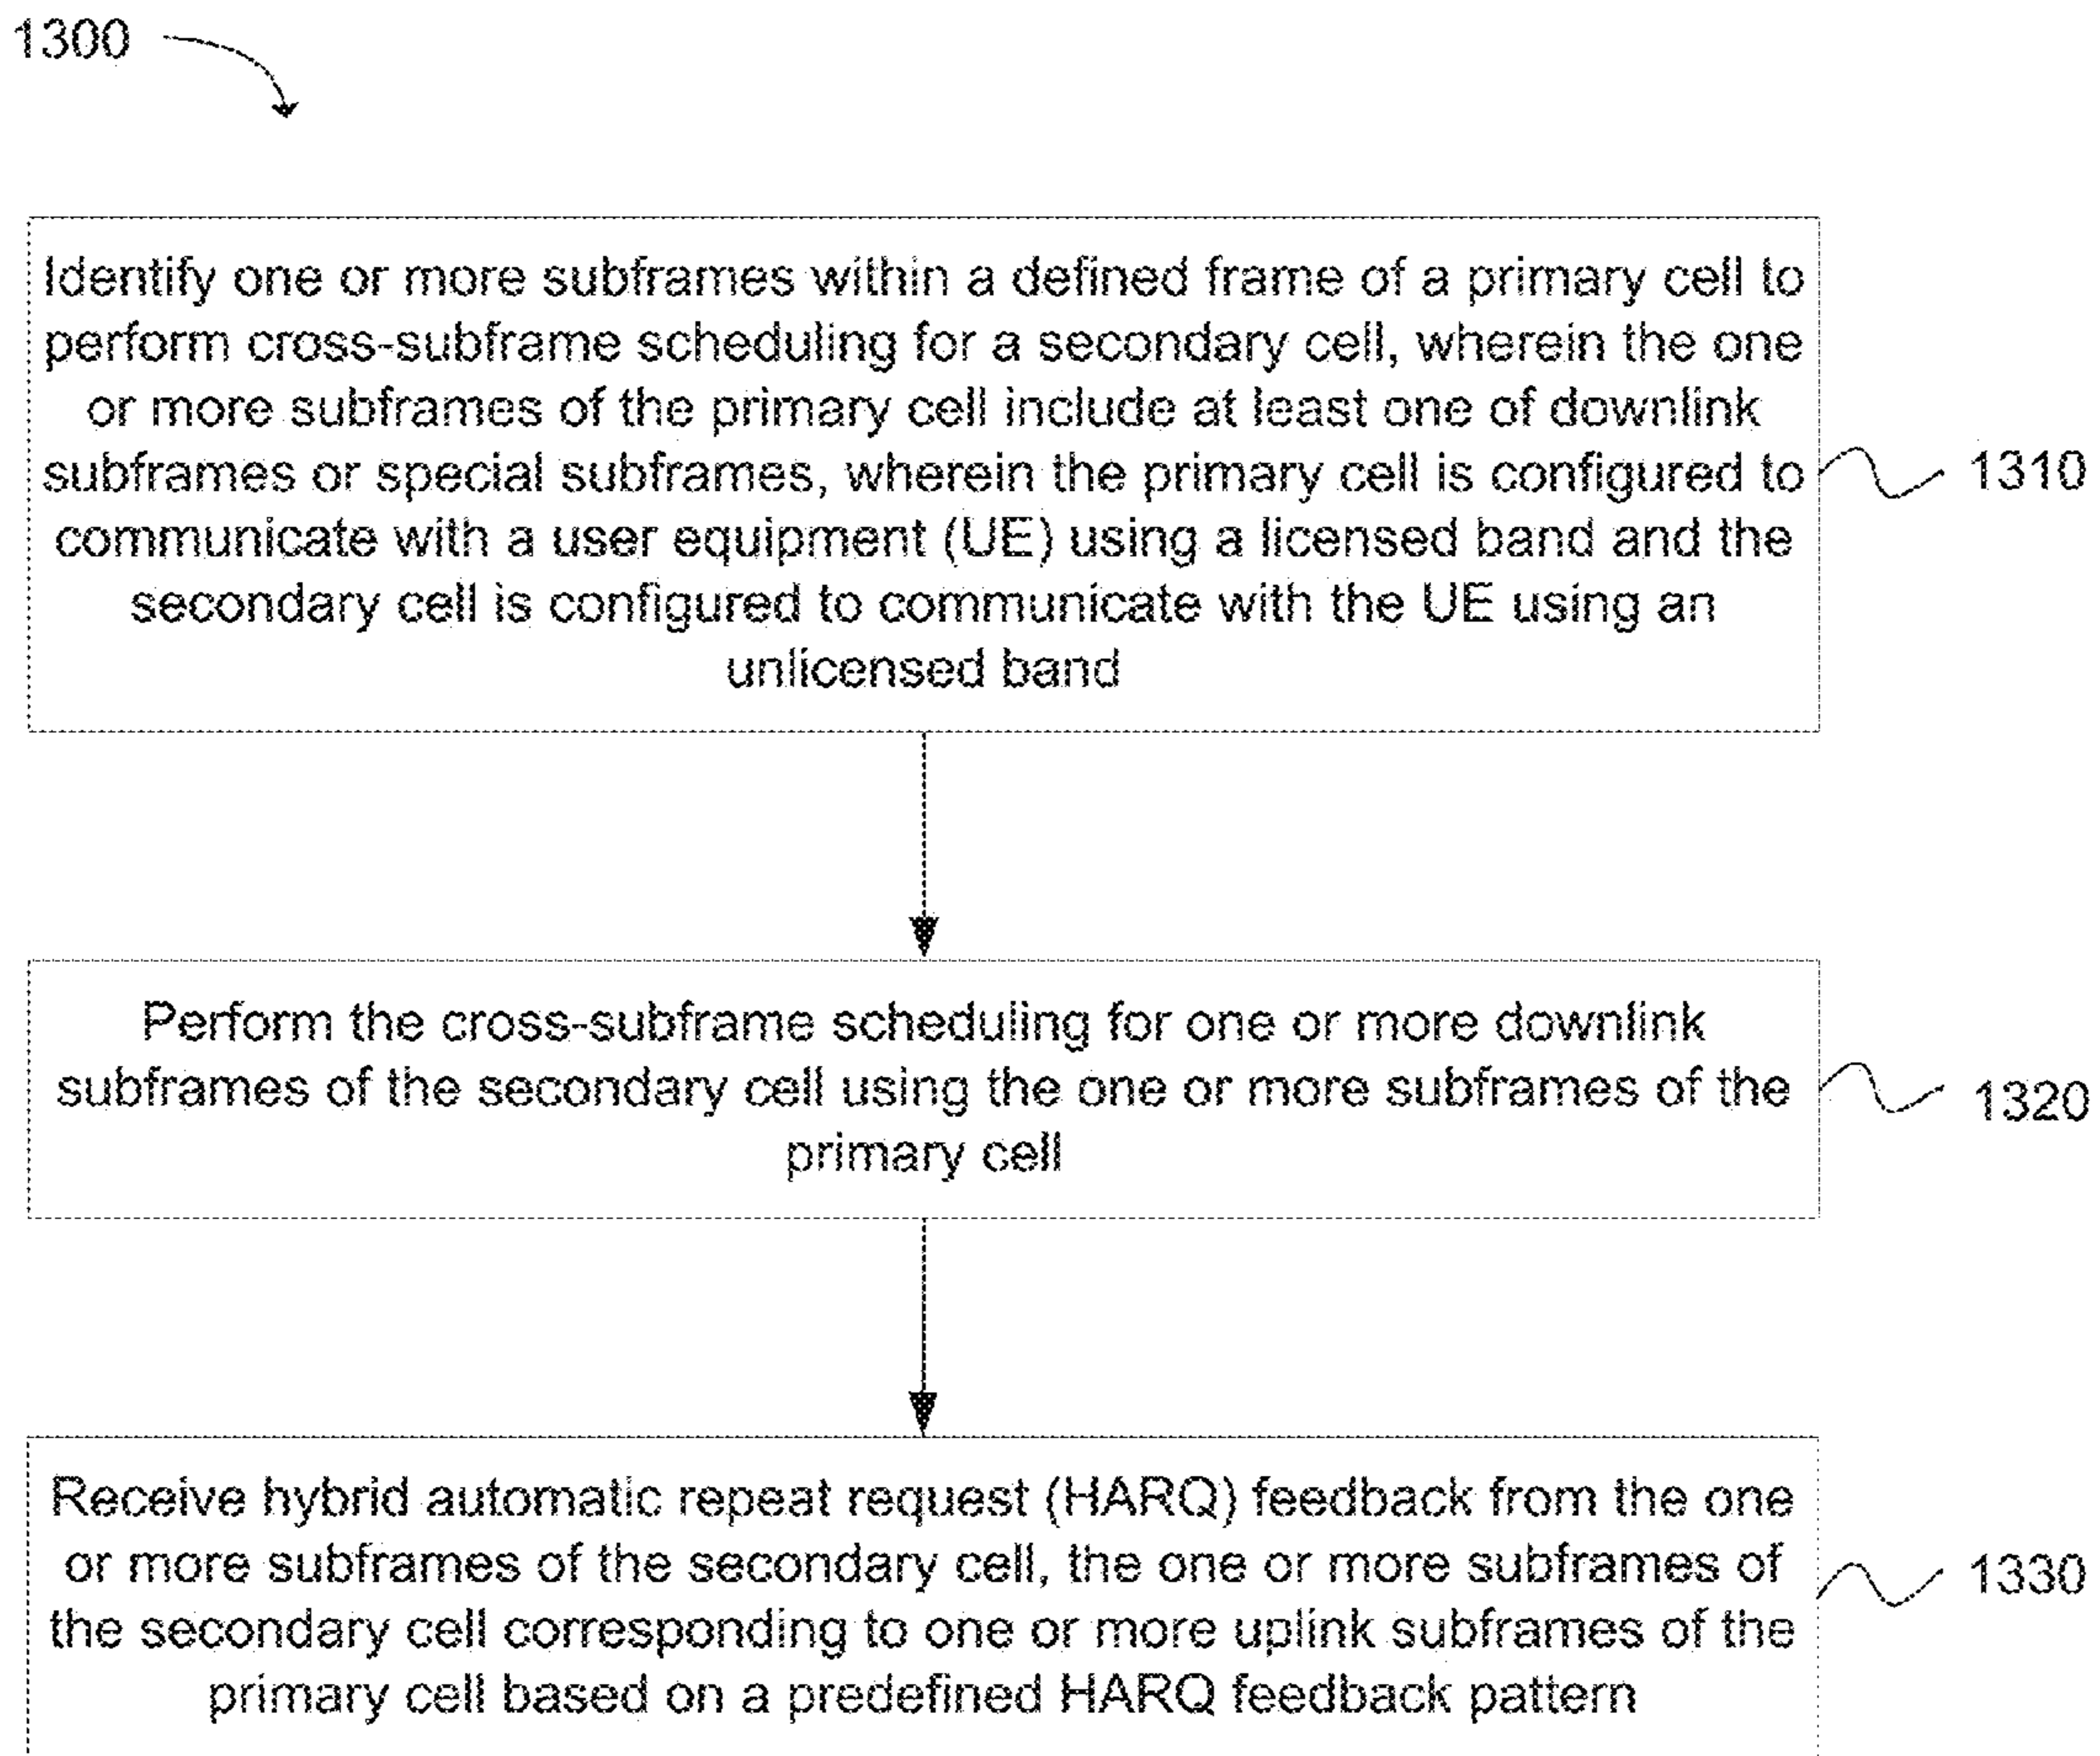 1300
Identify one or more subframes within a defined frame of a primary cell to
perform cross-subframe scheduling for a secondary cell, wherein the one
or more subframes of the primary cell include at least one of downlink
subframes or special subframes, wherein the primary cell is configured to
communicate with a user equipment (UE) using a licensed band and the
secondary cell is configured to communicate with the UE using an
unlicensed band
1310
Perform the cross-subframe scheduling for one or more downlink
subframes of the secondary cell using the one or more subframes of the
primary cell
1320
Receive hybrid automatic repeat request (HARQ) feedback from the one
or more subframes of the secondary cell, the one or more subframes of
the secondary cell corresponding to one or more uplink subframes of the
primary cell based on a predefined HARQ feedback pattern
1330